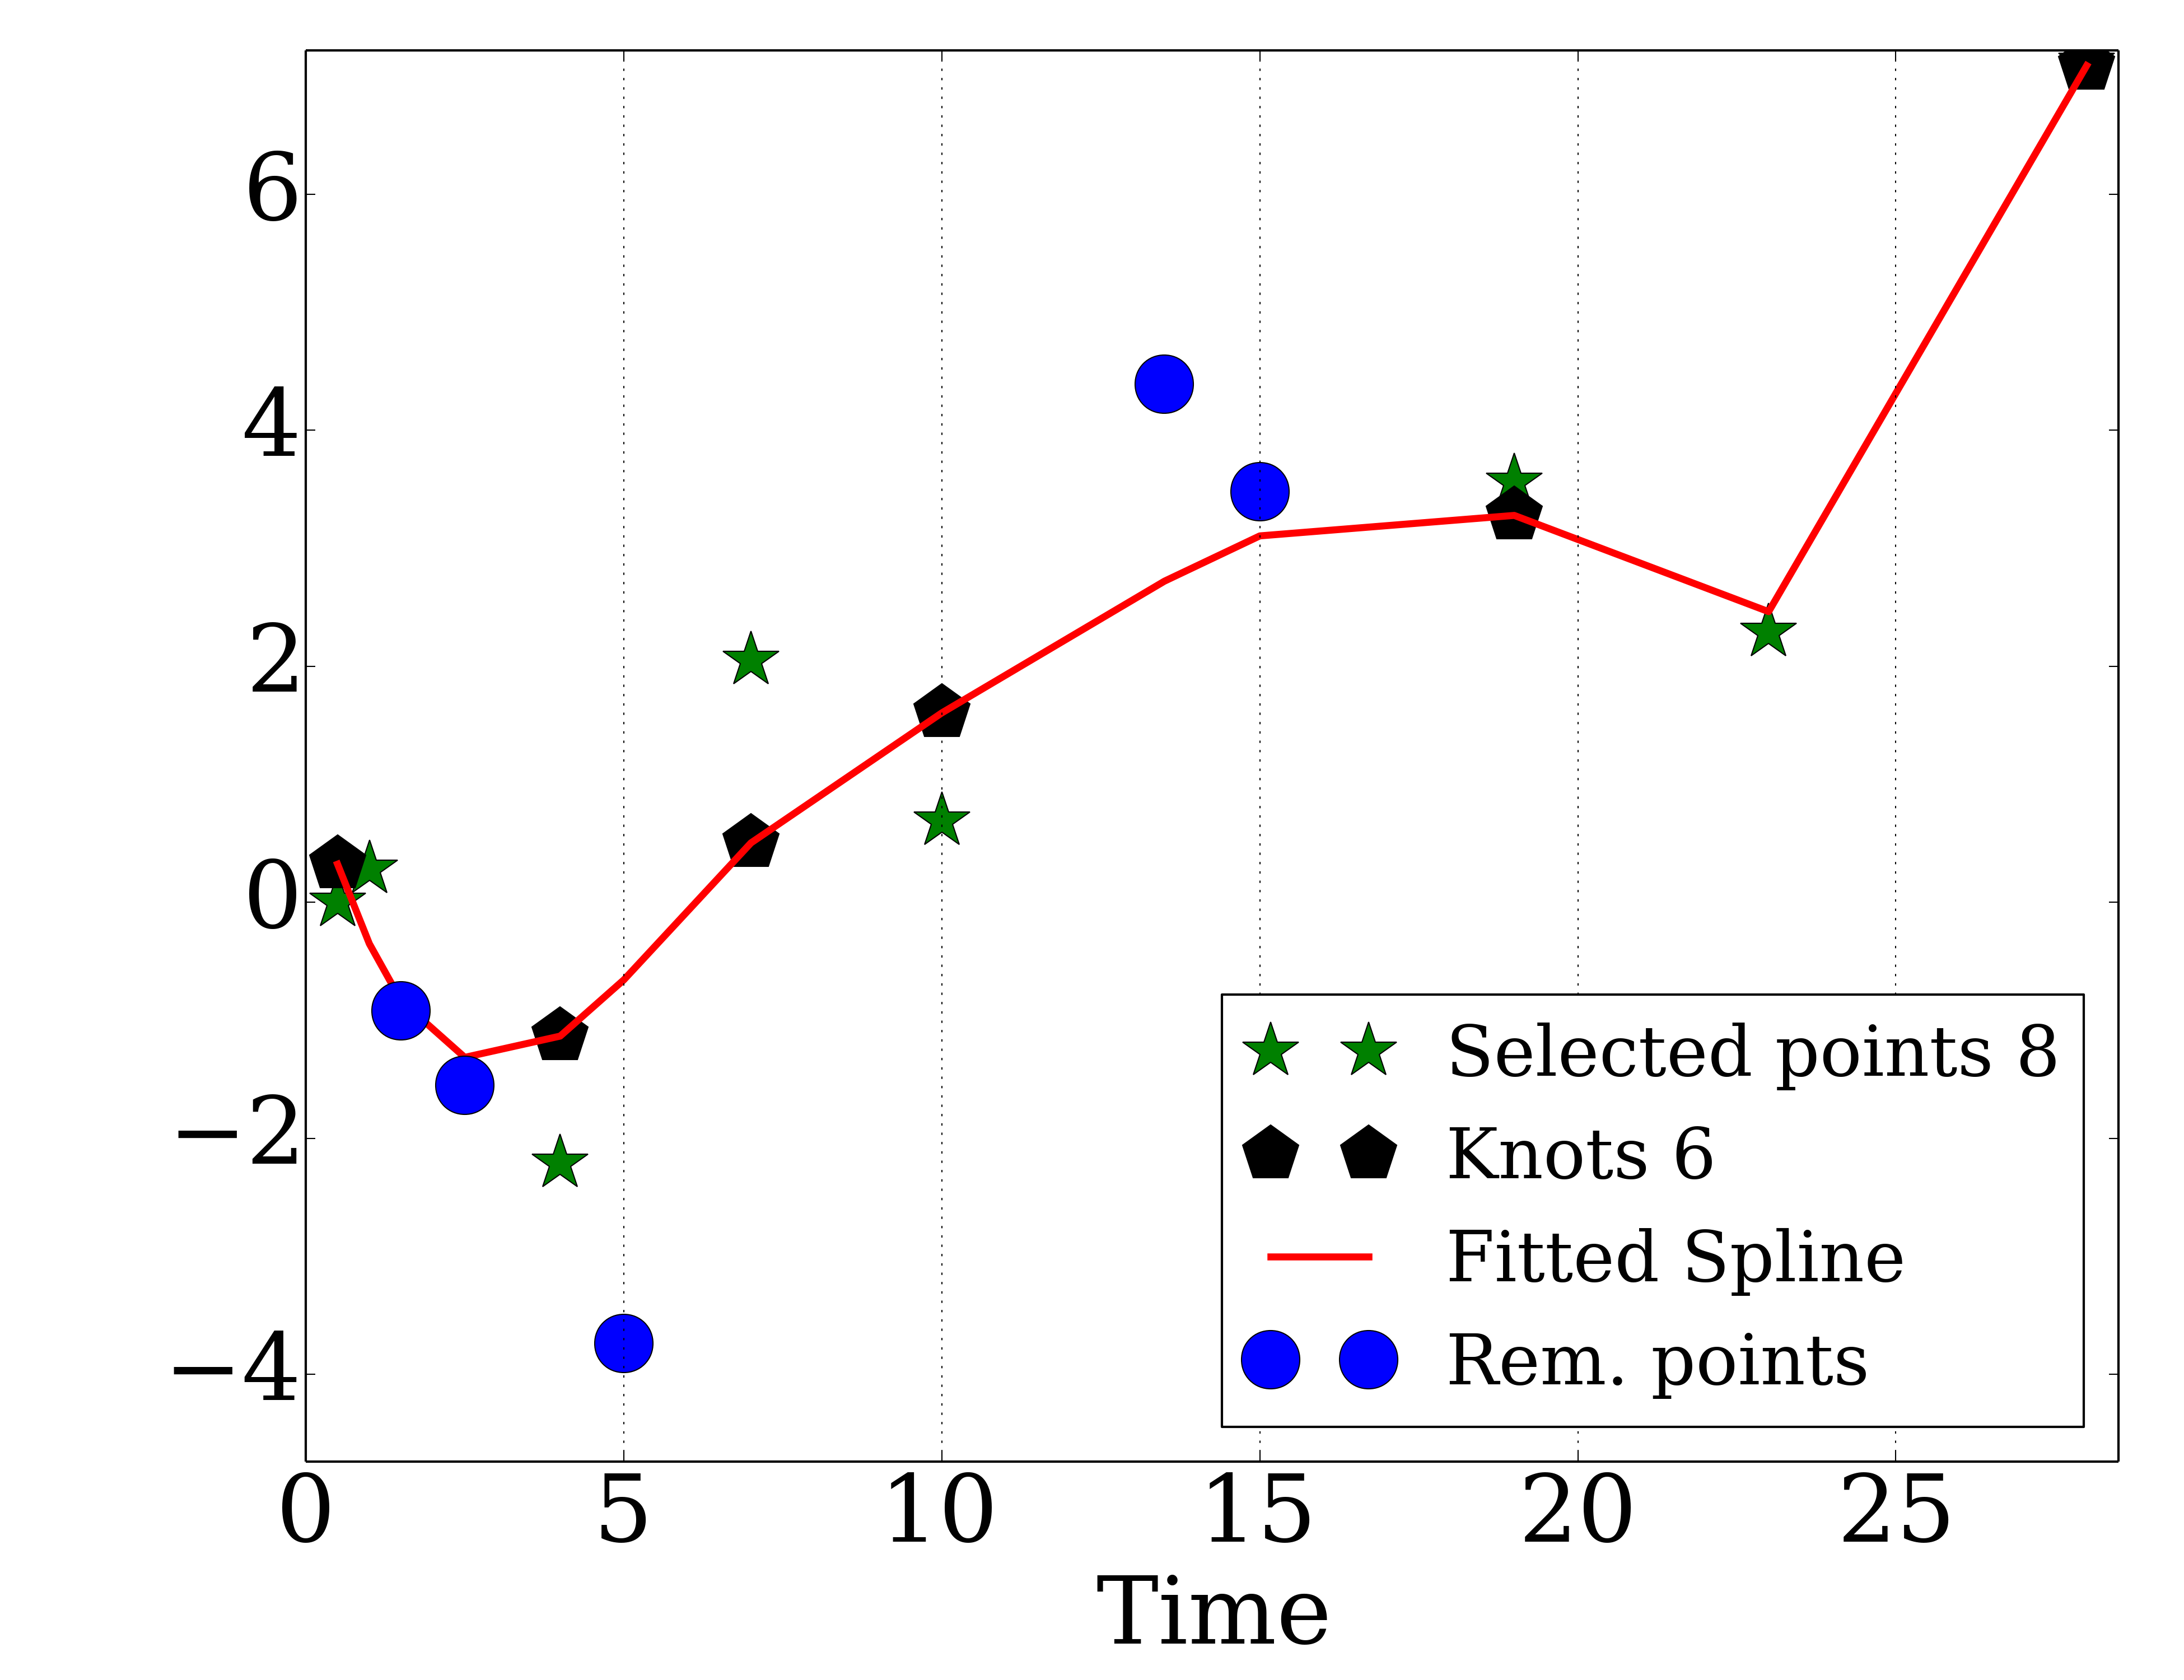 6
4
2
0
−2
−4
0 5 10 15 20 25
Time
Selected points 8
Knots 6
Fitted Spline
Rem. points